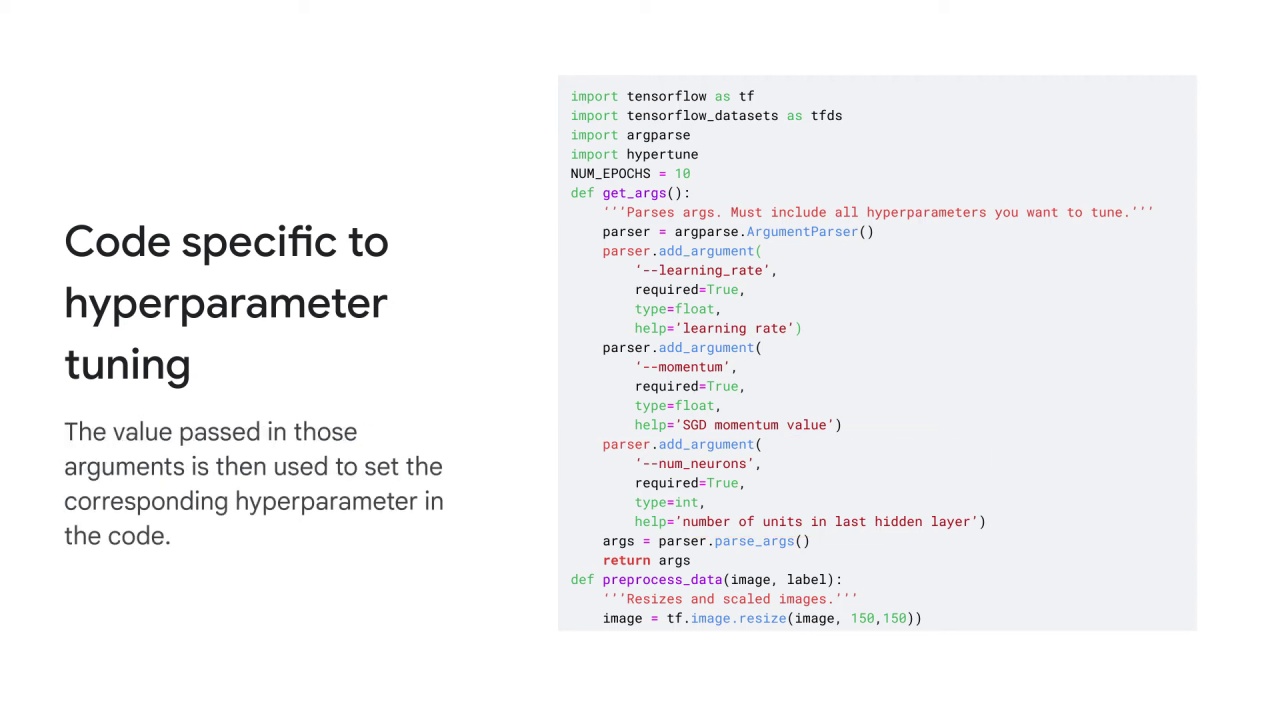 Code specific to
hyperparameter
tuning
The value passed in those
arguments is then used to set the
corresponding hyperparameter in
the code.
import tensorflow as tf
import tensorflow_datasets as tfds
import argparse
import hypertune
NUM_EPOCHS = 10
def get_args():
    '''Parses args. Must include all hyperparameters you want to tune.'''
    parser = argparse.ArgumentParser()
    parser.add_argument(
        '--learning_rate',
        required=True,
        type=float,
        help='learning rate')
    parser.add_argument(
        '--momentum',
        required=True,
        type=float,
        help='SGD momentum value')
    parser.add_argument(
        '--num_neurons',
        required=True,
        type=int,
        help='number of units in last hidden layer')
    args = parser.parse_args()
    return args
def preprocess_data(image, label):
    '''Resizes and scaled images.'''
    image = tf.image.resize(image, 150,150))